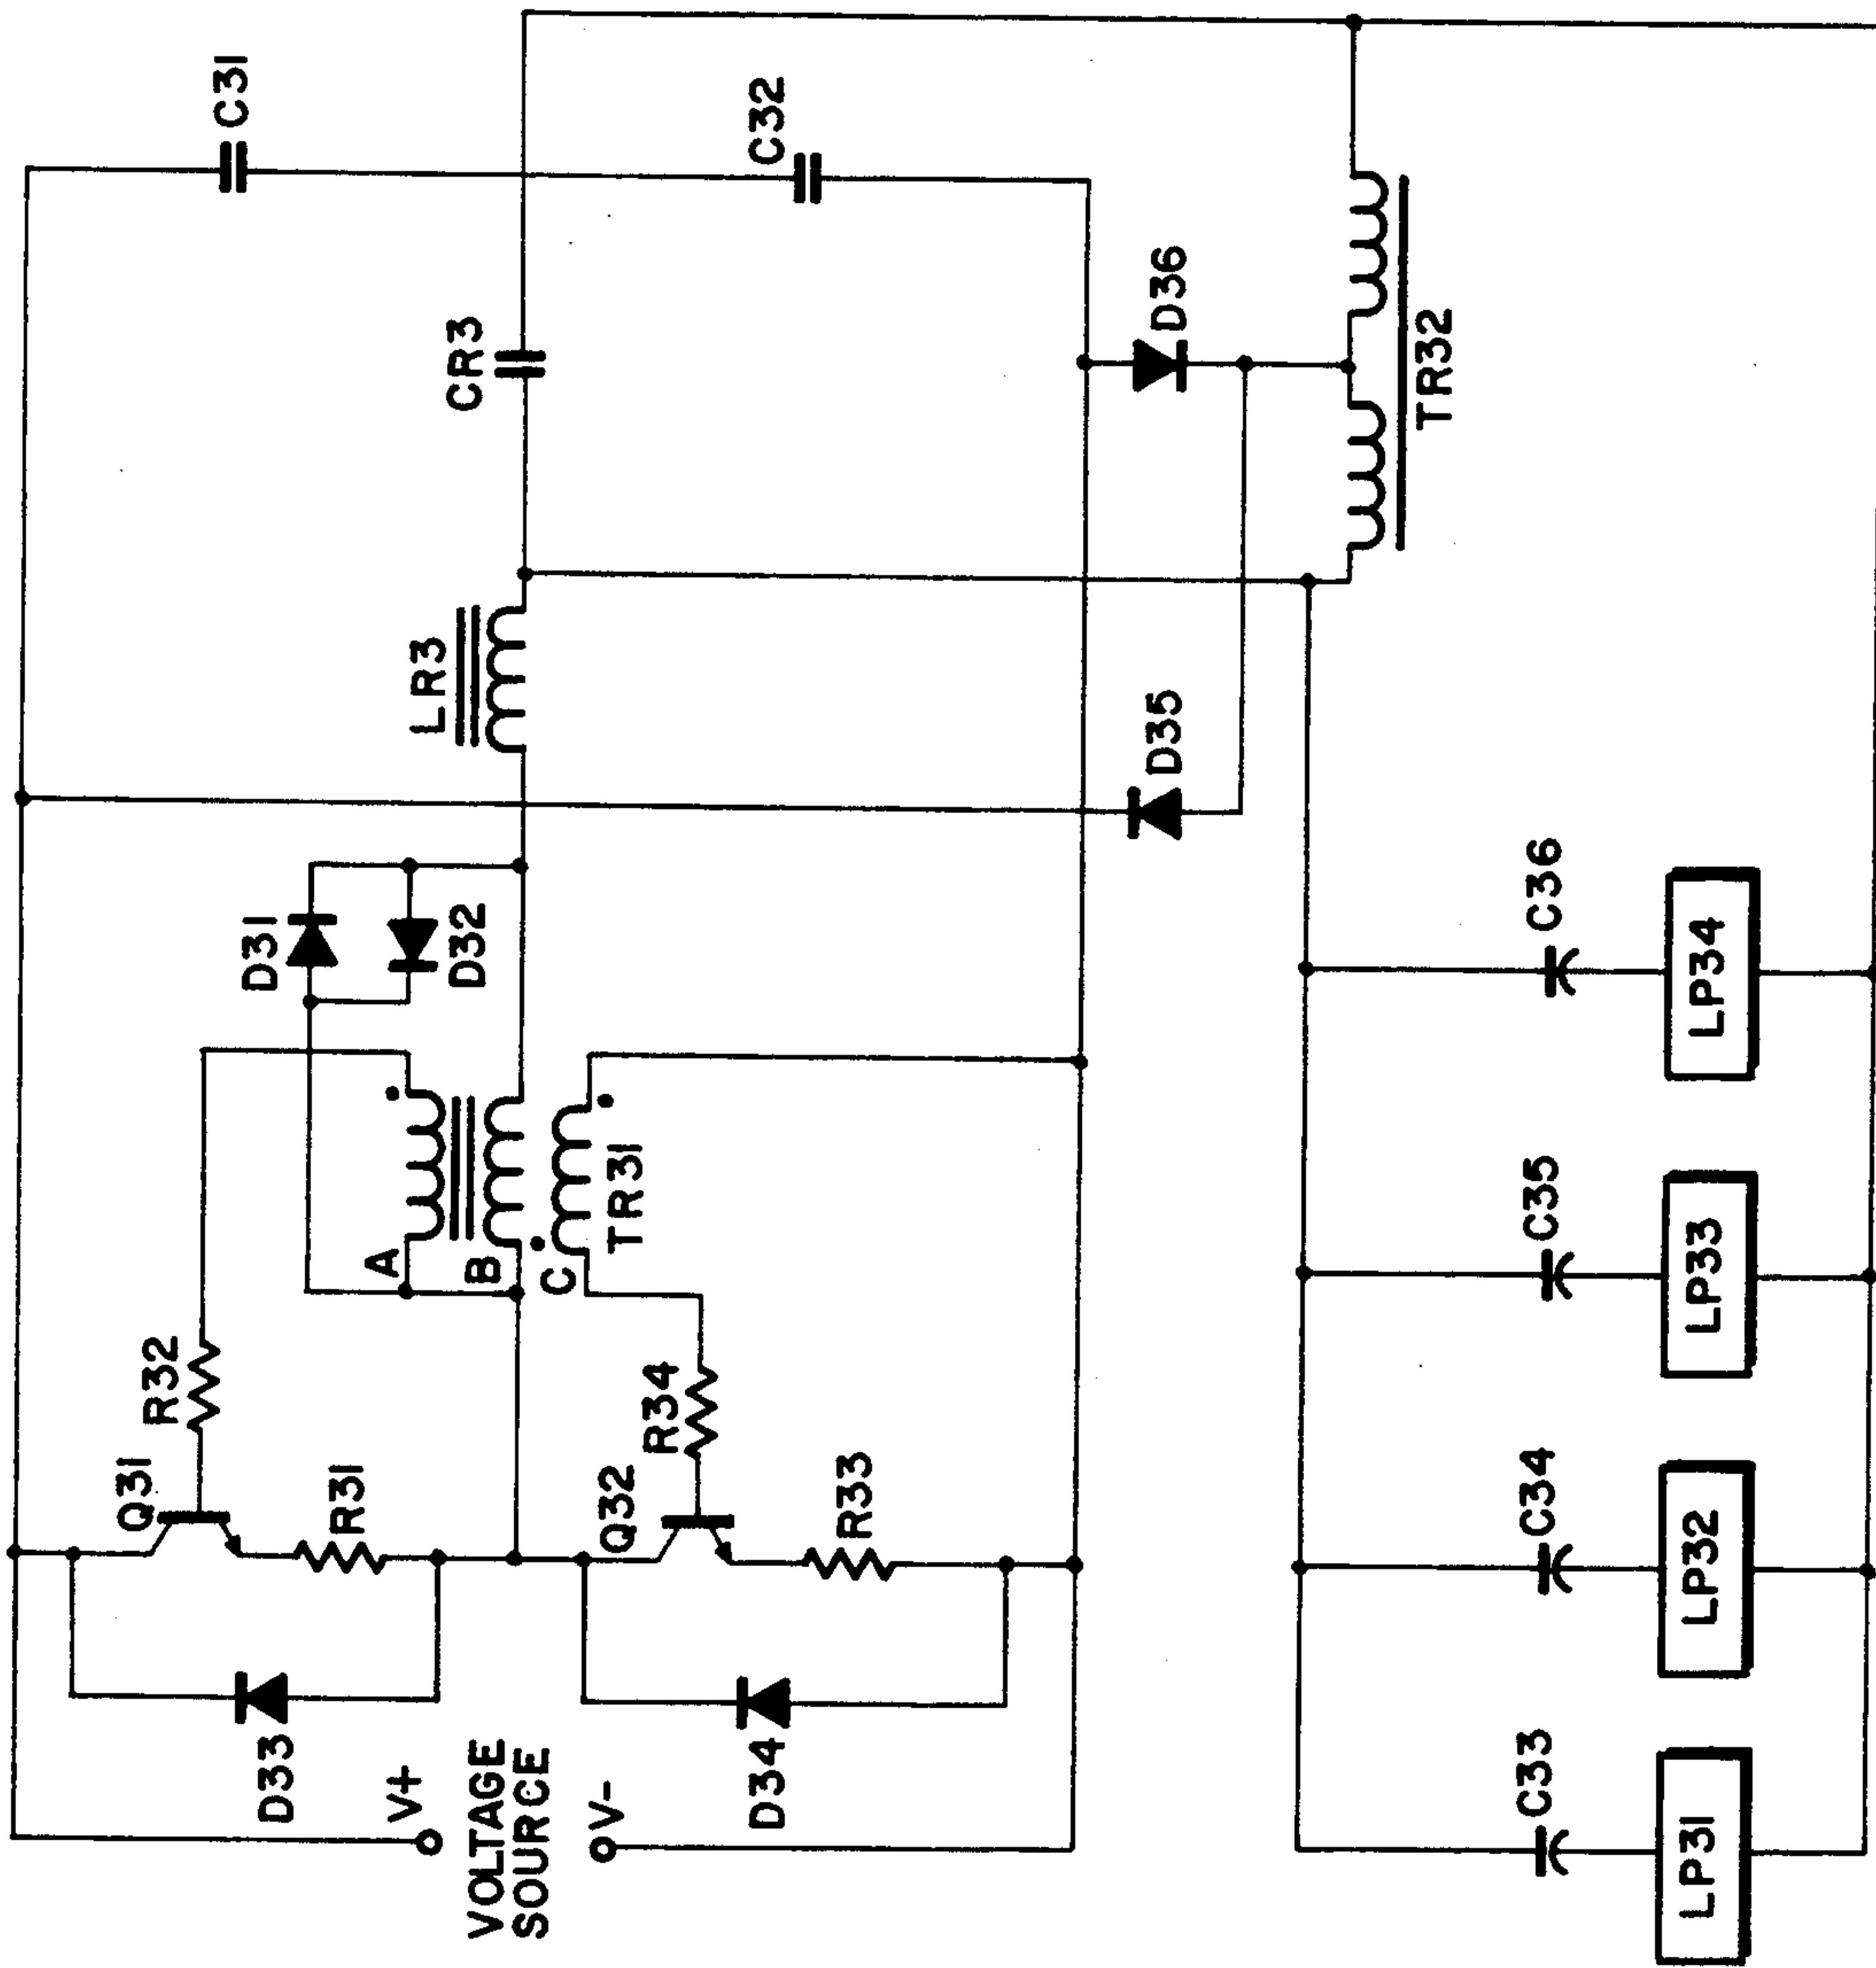 C31
C32
CR3
D36
LR3
TR32
D35
D31
D32
C36
LP34
A
B
C
TR31
C35
LP33
R32
R34
Q31
R31
Q32
R33
C34
LP32
D33
V+
VOLTAGE
SOURCE
V-
D34
C33
LP31